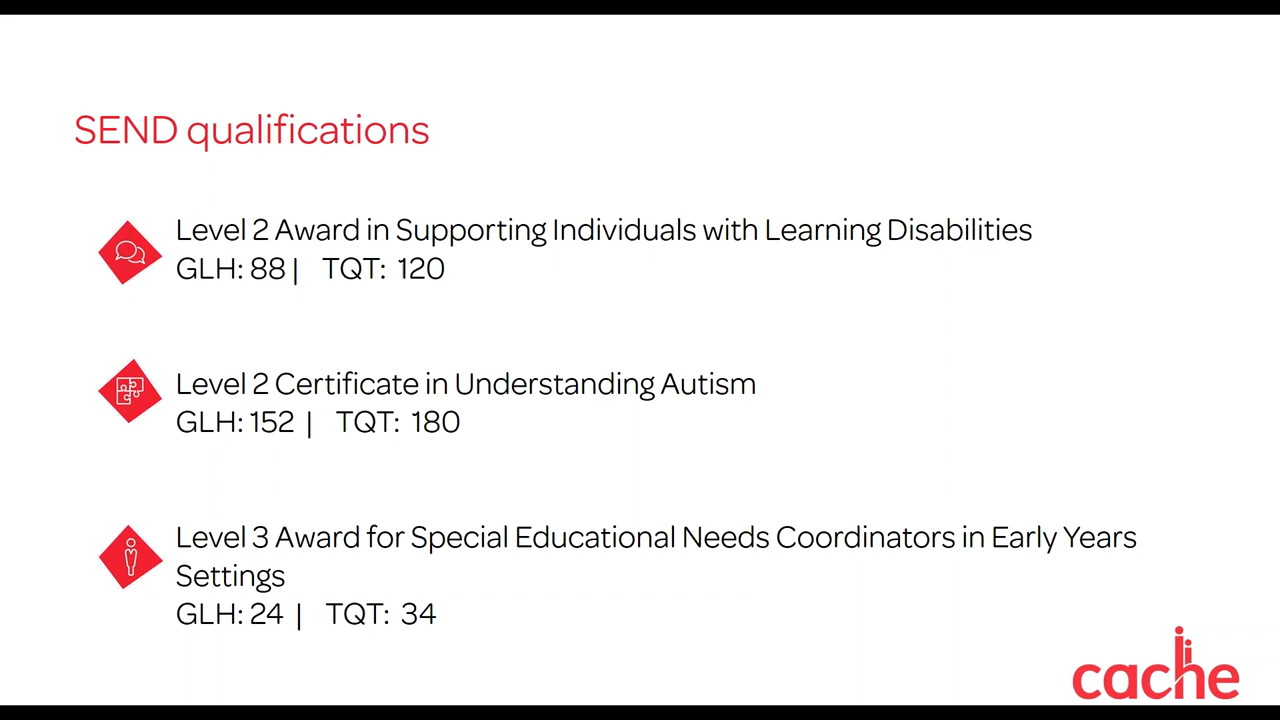 SEND qualifications
Level 2 Award in Supporting Individuals with Learning Disabilities
GLH: 88 | TQT: 120
Level 2 Certificate in Understanding Autism
GLH: 152 | TQT: 180
Level 3 Award for Special Educational Needs Coordinators in Early Years
Settings
GLH: 24 | TQT: 34
cache